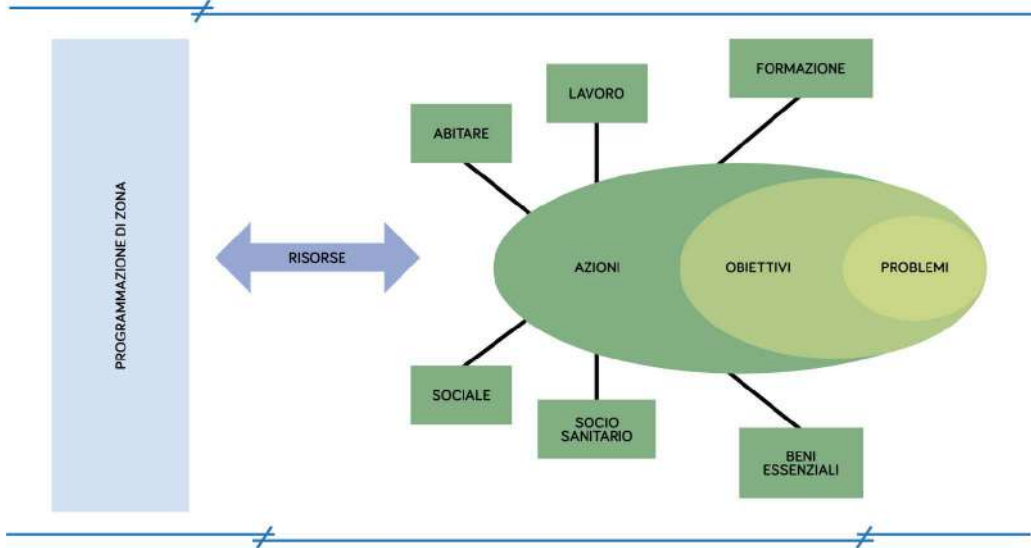 PROGRAMMAZIONE DI ZONA
RISORSE
ABITARE
LAVORO
FORMAZIONE
AZIONI
OBIETTIVI
PROBLEMI
SOCIALE
SOCIO
SANITARIO
BENI
ESSENZIALI